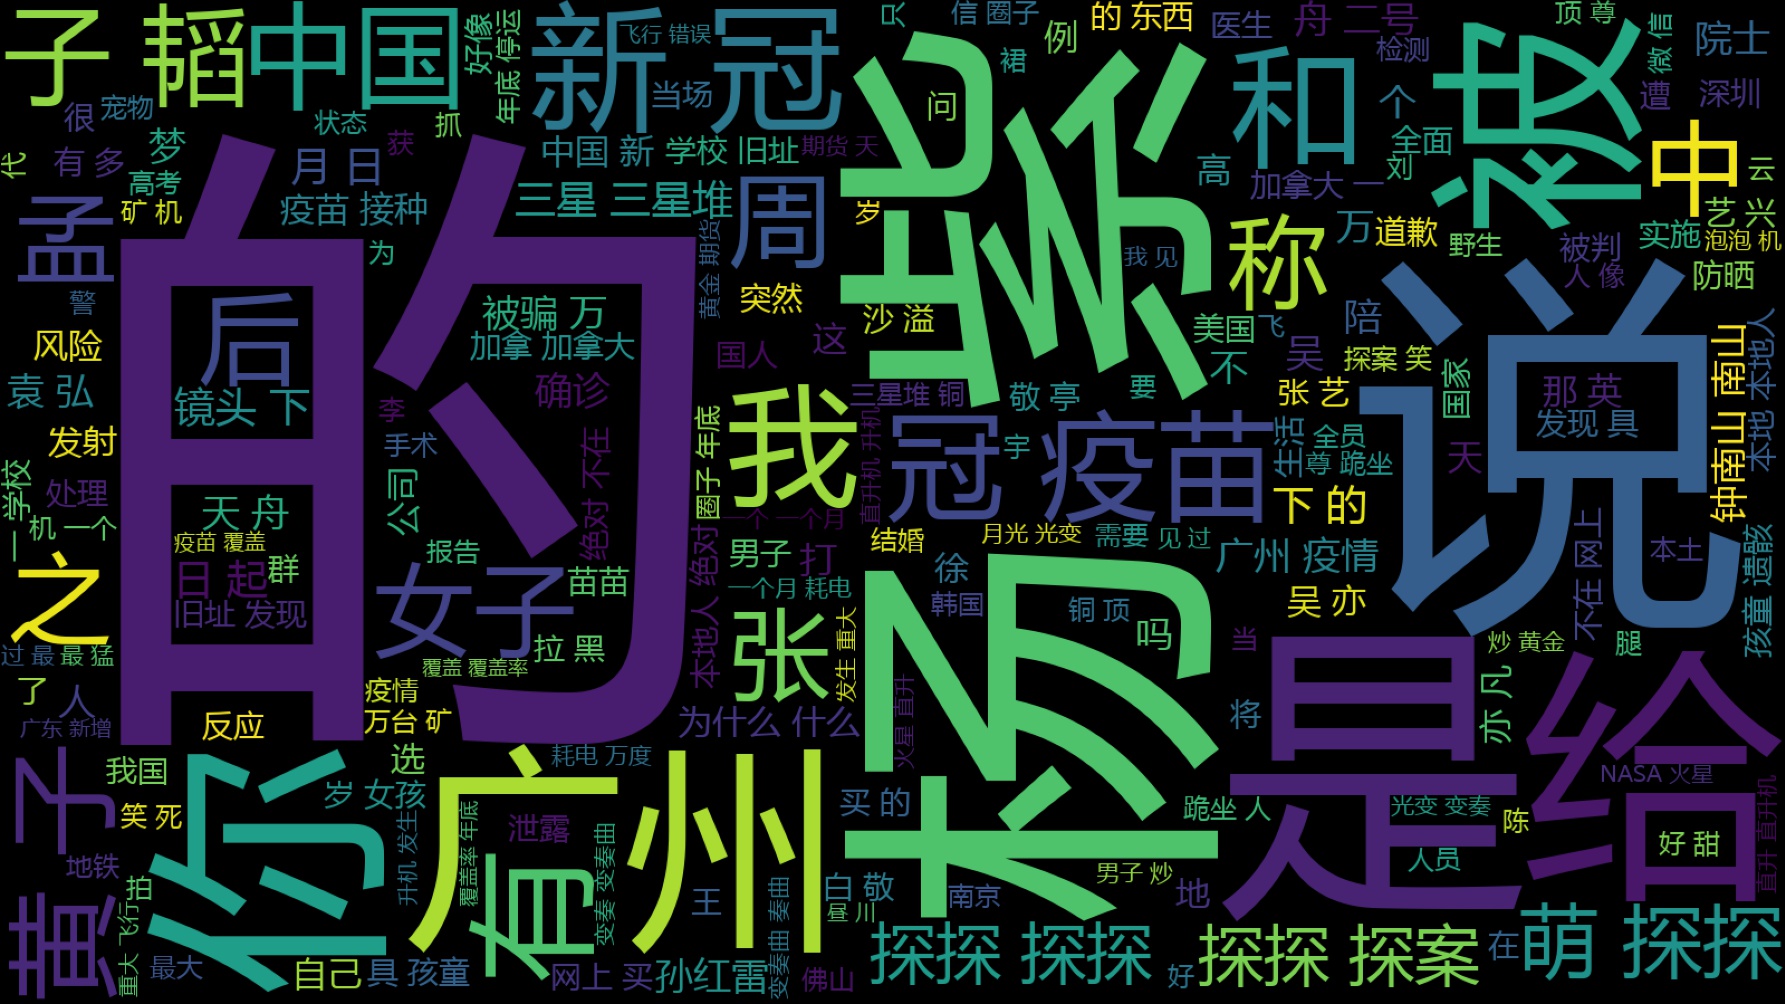 子 韬
中国
好像
年底 停运
新冠
飞行 错误
当场
只
信 圈子
裙
例
的 东西
医生
舟 二号
检测
顶 尊
微 信
院士
遭
深圳
很
宠物
状态
获
抓
代
有 多
梦
高考
矿 机
月 日
疫苗 接种
中国 新
学校 旧址
期货 天
三星 三星堆
黄金 期货
周
华
杨 紫
问
和
个
全面
刘
高
加拿大 一
被
中
云
艺 兴
泡泡 机
实施
野生
被判
人 像
防晒
万
道歉
称
我 见
岁
孟
警
为
的
后
镜头 下
被骗 万
加拿 加拿大
突然
沙 溢
这
国人
美国
飞
不
吴
陪
探案 笑
国家
说
那 英
发现 具
钟南山 南山
本地 本地人
风险
袁 弘
发射
李
手术
确诊
三星堆 铜
敬 亭
要
张 艺
我
圈子 年底
直升机 升机
冠 疫苗
宇
生活
全员
尊 跪坐
天
一 学校
处理
机 一个
天 舟
疫苗 覆盖
日 起
群
旧址 发现
公司
报告
绝对 不在
本地人 绝对
一个 一个月
男子
打
一个月 耗电
结婚
月光 光变
需要
见 过
下 的
广州 疫情
不在 网上
本土
孩童 遗骸
之
过 最
最 猛
女子
苗苗
拉 黑
覆盖 覆盖率
张
发生 重大
徐
韩国
铜 顶
吗
吴 亦
当
炒 黄金
腿
了
人
广东 新增
反应
疫情
万台 矿
为什么 什么
火星 直升
将
亦 凡
是
给
NASA 火星
子
我国
笑 死
地铁
你
选
岁 女孩
升机 发生
耗电 万度
广州
覆盖率 年底
泄露
有
变奏 变奏曲
买 的
跪坐 人
光变 变奏
陈
人员
好 甜
直升 直升机
黄
拍
重大 飞行
最大
自己
具 孩童
网上 买
王
孙红雷
变奏曲 奏曲
佛山
白 敬
昼 川
南京
男子 炒
地
探探 探探
好
探探 探案
在
萌 探探